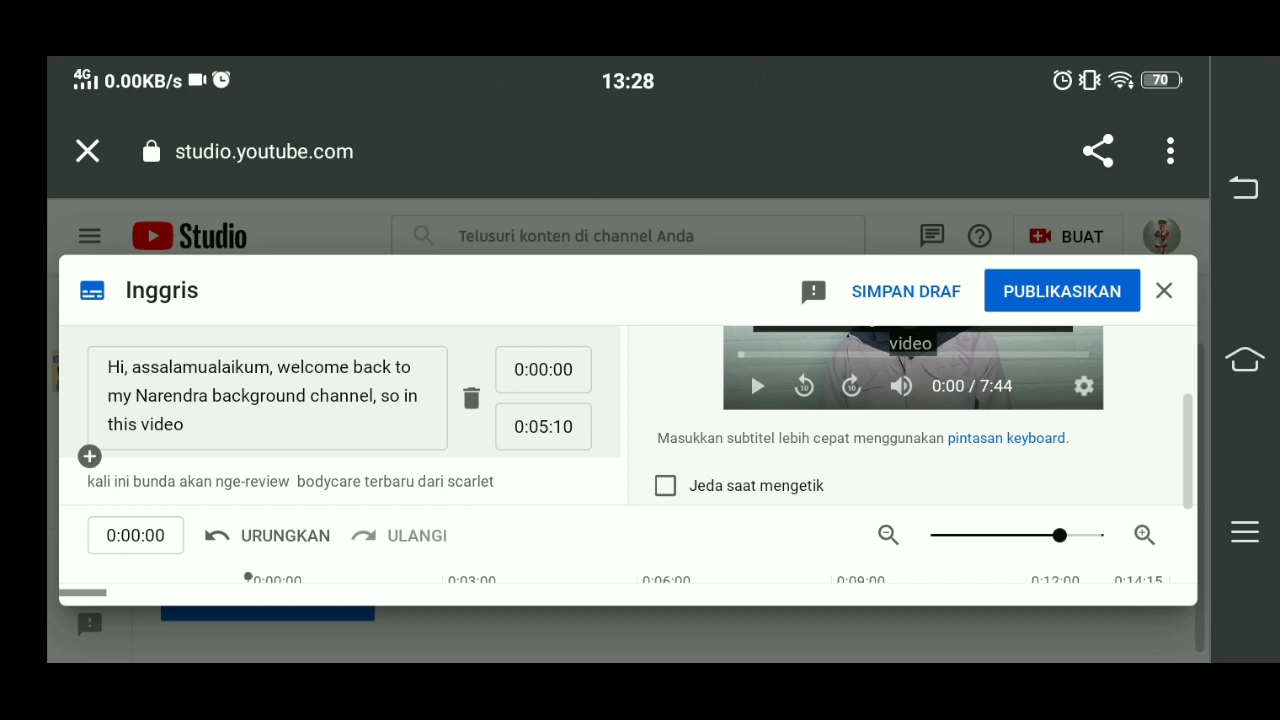 4G 0.00KB/s
13:28
70
studio.youtube.com
Studio
Telusuri konten di channel Anda
BUAT
Inggris
SIMPAN DRAF
PUBLIKASIKAN
Hi, assalamualaikum, welcome back to
my Narendra background channel, so in
this video
0:00:00
0:05:10
kali ini bunda akan nge-review bodycare terbaru dari scarlet
video
10
10
0:00 / 7:44
Masukkan subtitel lebih cepat menggunakan pintasan keyboard.
Jeda saat mengetik
0:00:00
URUNGKAN
ULANGI
0:00:00
0:03:00
0:06:00
0:09:00
0:12:00
0:14:15